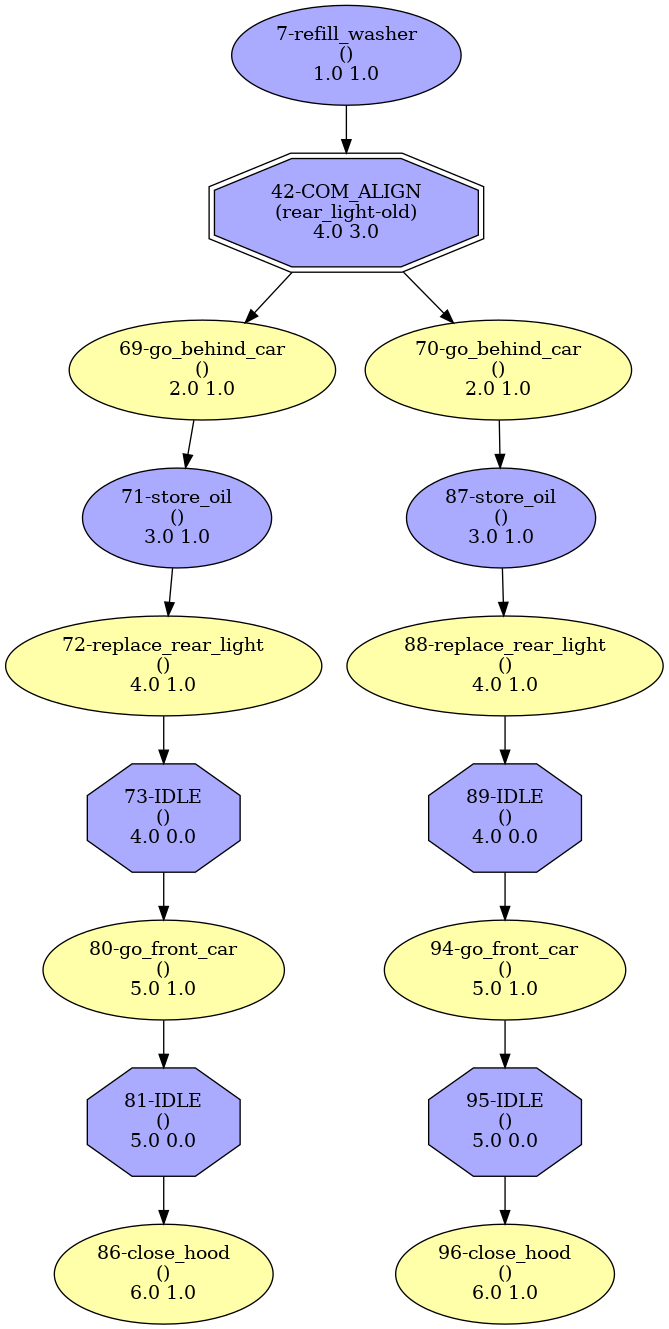 7-refill_washer
()
1.0 1.0
42-COM_ALIGN
(rear_light-old)
4.0 3.0
69-go_behind_car
()
2.0 1.0
70-go_behind_car
()
2.0 1.0
71-store_oil
()
3.0 1.0
87-store_oil
()
3.0 1.0
72-replace_rear_light
()
4.0 1.0
88-replace_rear_light
()
4.0 1.0
73-IDLE
()
4.0 0.0
89-IDLE
()
4.0 0.0
80-go_front_car
()
5.0 1.0
94-go_front_car
()
5.0 1.0
81-IDLE
()
5.0 0.0
95-IDLE
()
5.0 0.0
86-close_hood
()
6.0 1.0
96-close_hood
()
6.0 1.0